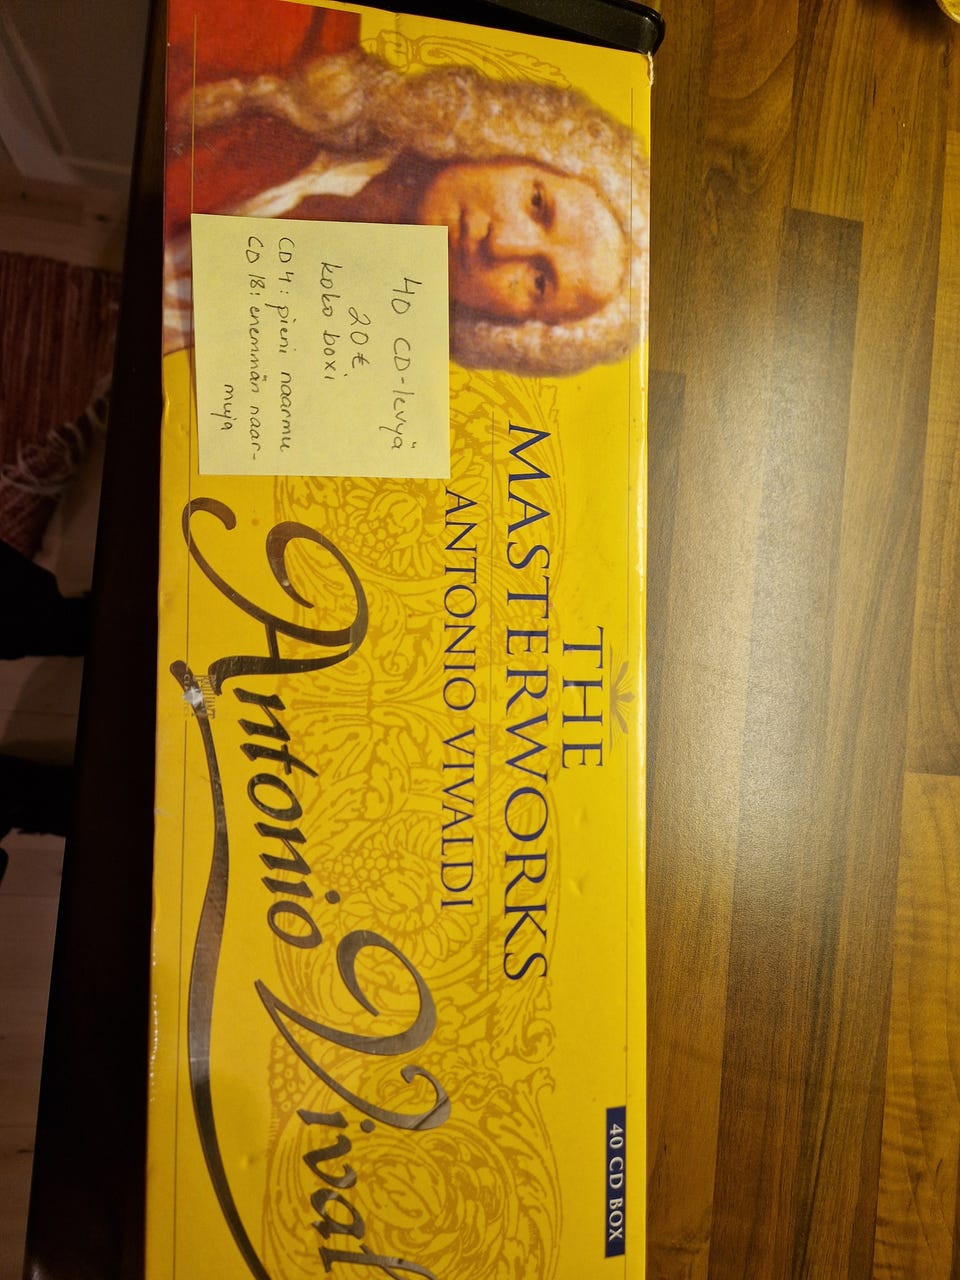 40 CD-levyä
20 €
koko boxi
CD 4: pieni naarmu
CD 18: enemmän naar-
muja
THE
MASTERWORKS
ANTONIO VIVALDI
Antonio Vival
40 CD BOX